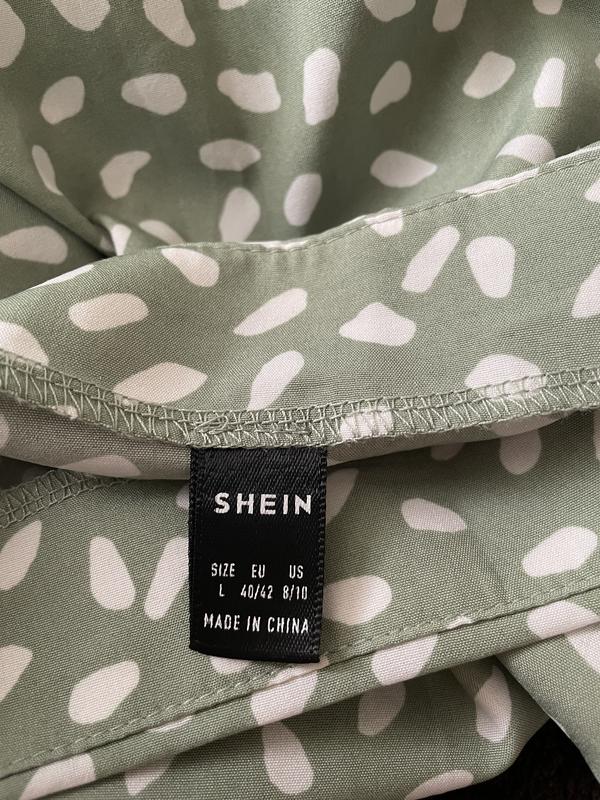 SHEIN
SIZE EU US
L 40/42 8/10
MADE IN CHINA